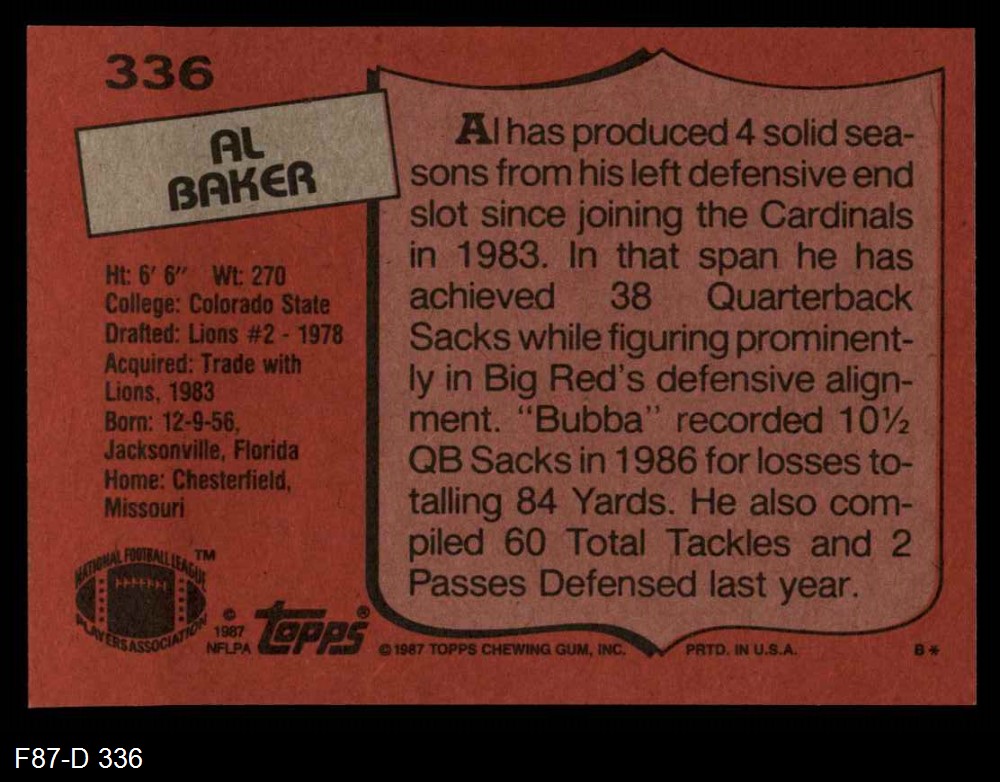 336
AL
BAKER
Ht: 6' 6" Wt: 270
College: Colorado State
Drafted: Lions #2 - 1978
Acquired: Trade with
Lions, 1983
Born: 12-9-56,
Jacksonville, Florida
Home: Chesterfield,
Missouri
NATIONAL FOOTBALL LEAGUE ™
PLAYERS ASSOCIATION
©
1987
NFLPA
topps®
Al has produced 4 solid sea-
sons from his left defensive end
slot since joining the Cardinals
in 1983. In that span he has
achieved 38 Quarterback
Sacks while figuring prominent-
ly in Big Red's defensive align-
ment. "Bubba" recorded 10½
QB Sacks in 1986 for losses to-
talling 84 Yards. He also com-
piled 60 Total Tackles and 2
Passes Defensed last year.
© 1987 TOPPS CHEWING GUM, INC. PRTD. IN U.S.A. B*
F87-D 336